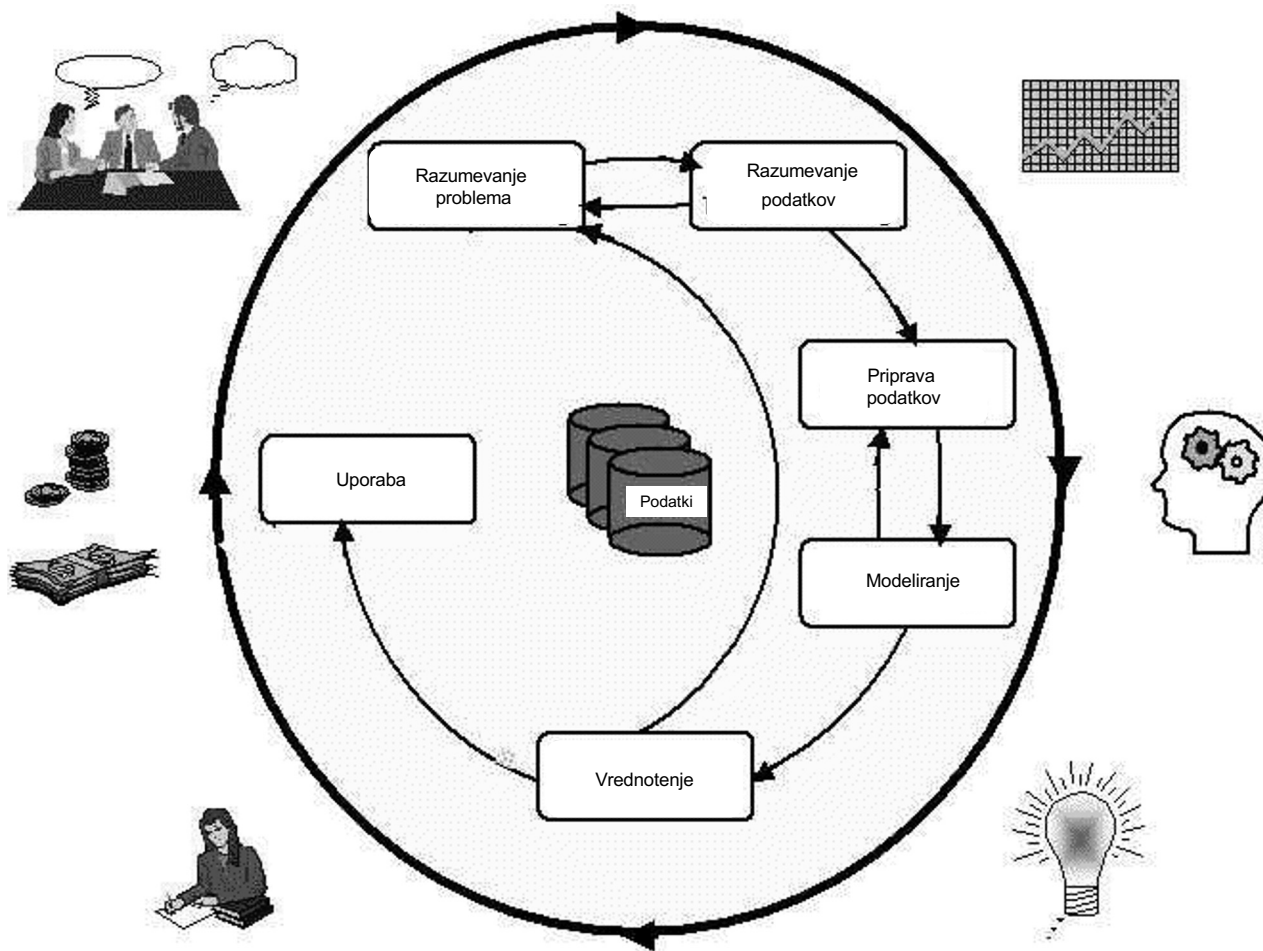 Razumevanje
problema
Razumevanje
podatkov
Priprava
podatkov
Uporaba
Podatki
Modeliranje
Vrednotenje